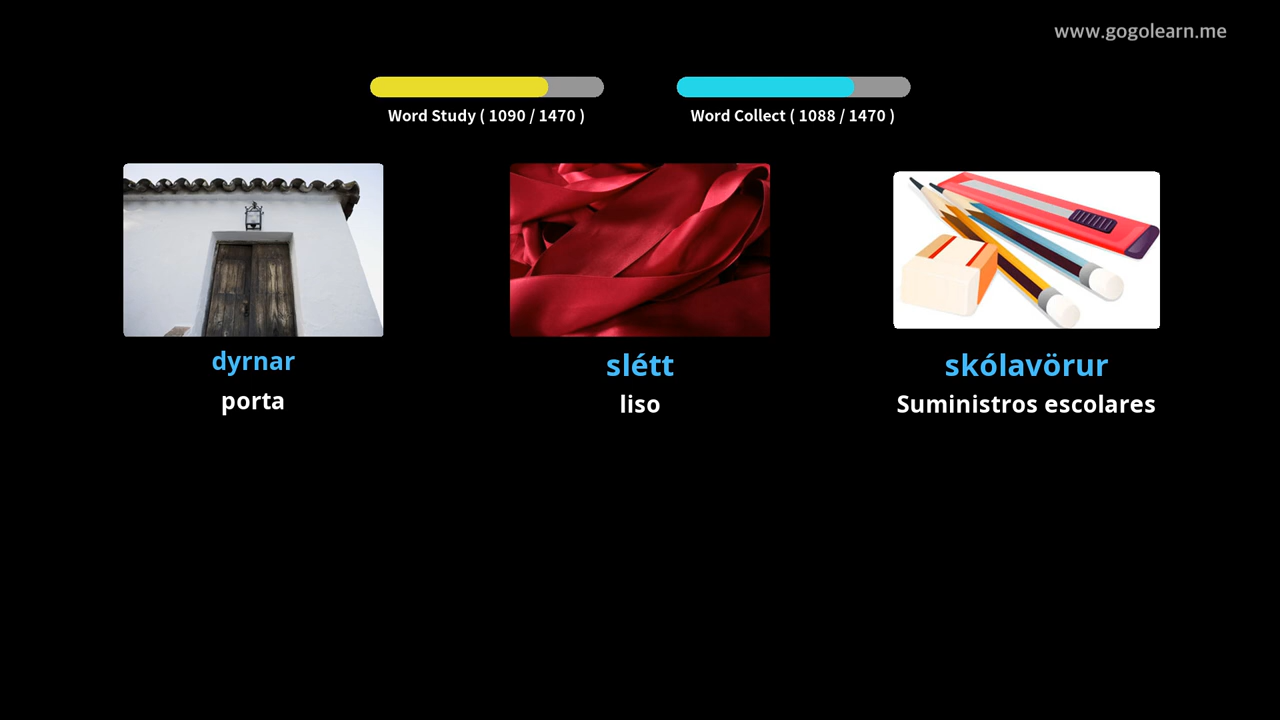 www.gogolearn.me
Word Study ( 1090 / 1470 )
Word Collect ( 1088 / 1470 )
dyrnar
porta
slétt
liso
skólavörur
Suministros escolares